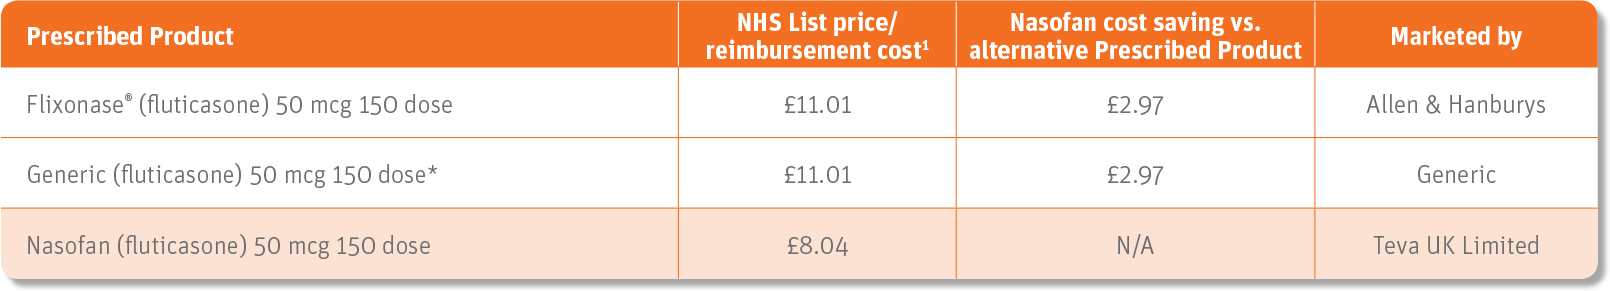 Prescribed Product
NHS List price/
reimbursement cost¹
Nasofan cost saving vs.
alternative Prescribed Product
Marketed by
Flixonase® (fluticasone) 50 mcg 150 dose
£11.01
£2.97
Allen & Hanburys
Generic (fluticasone) 50 mcg 150 dose*
£11.01
£2.97
Generic
Nasofan (fluticasone) 50 mcg 150 dose
£8.04
N/A
Teva UK Limited